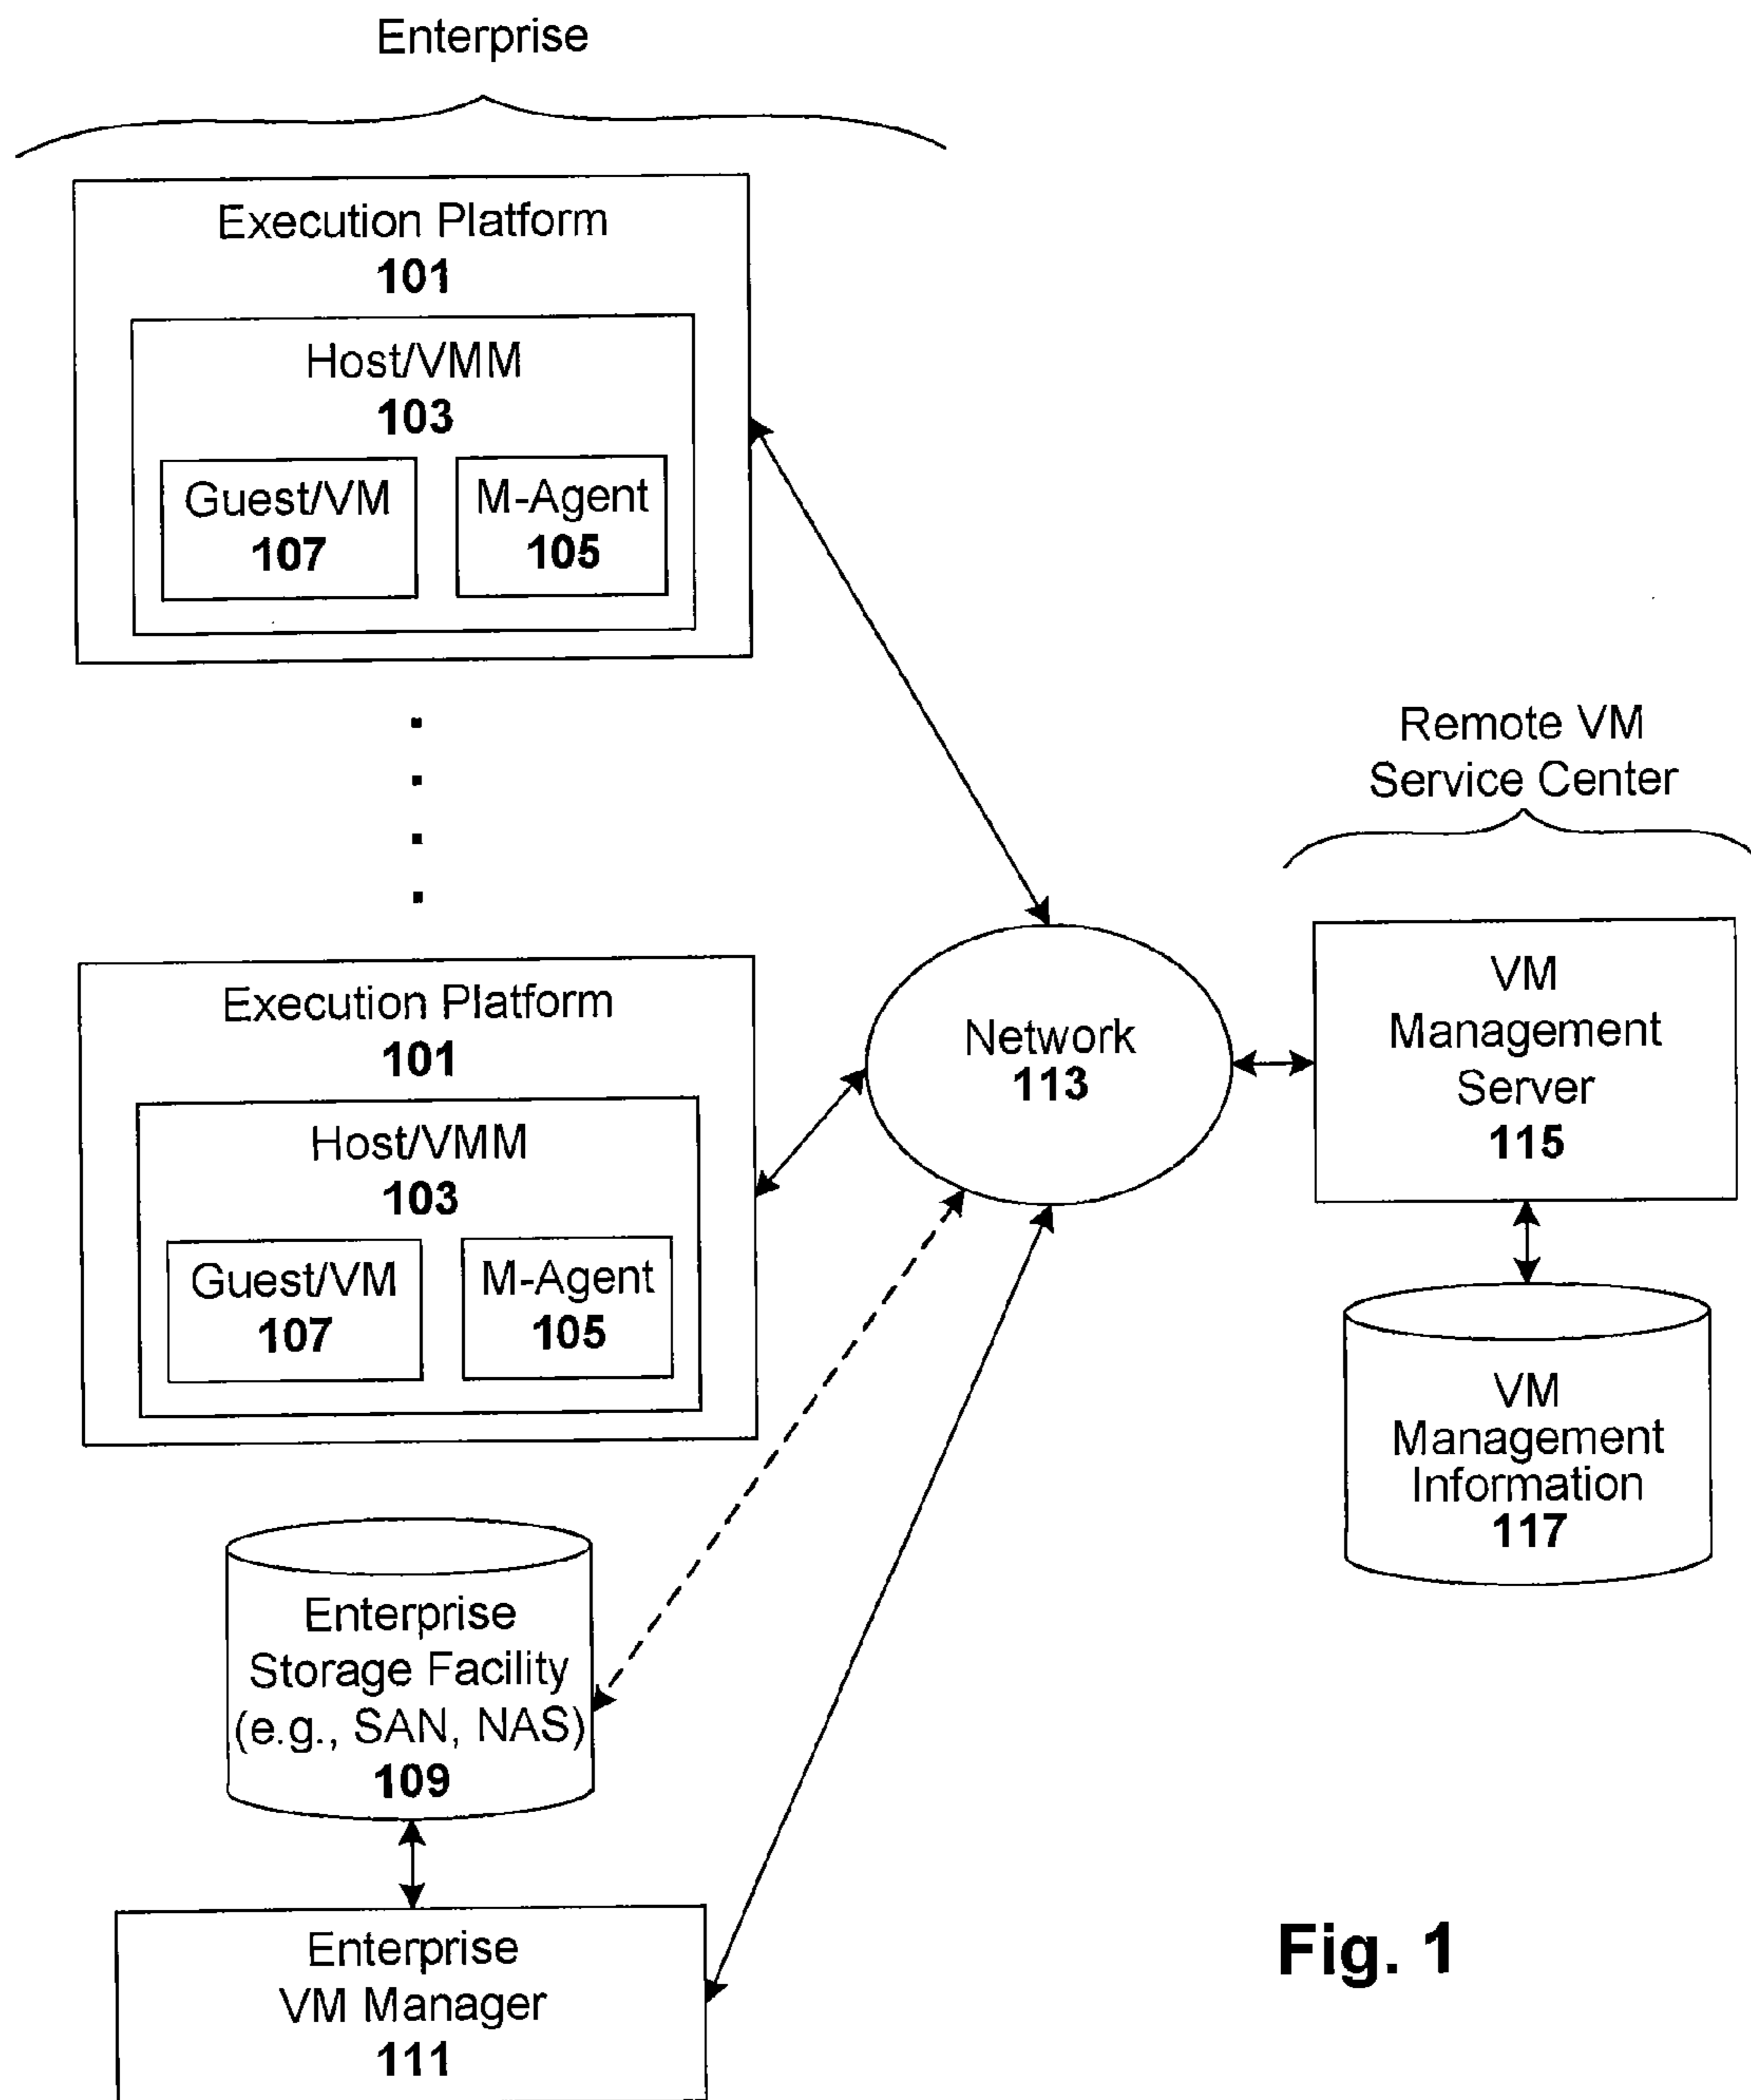 Enterprise
Execution Platform
101
Host/VMM
103
Guest/VM
107
M-Agent
105
Execution Platform
101
Host/VMM
103
Guest/VM
107
M-Agent
105
Enterprise
Storage Facility
(e.g., SAN, NAS)
109
Enterprise
VM Manager
111
Network
113
Remote VM
Service Center
VM
Management
Server
115
VM
Management
Information
117
Fig. 1